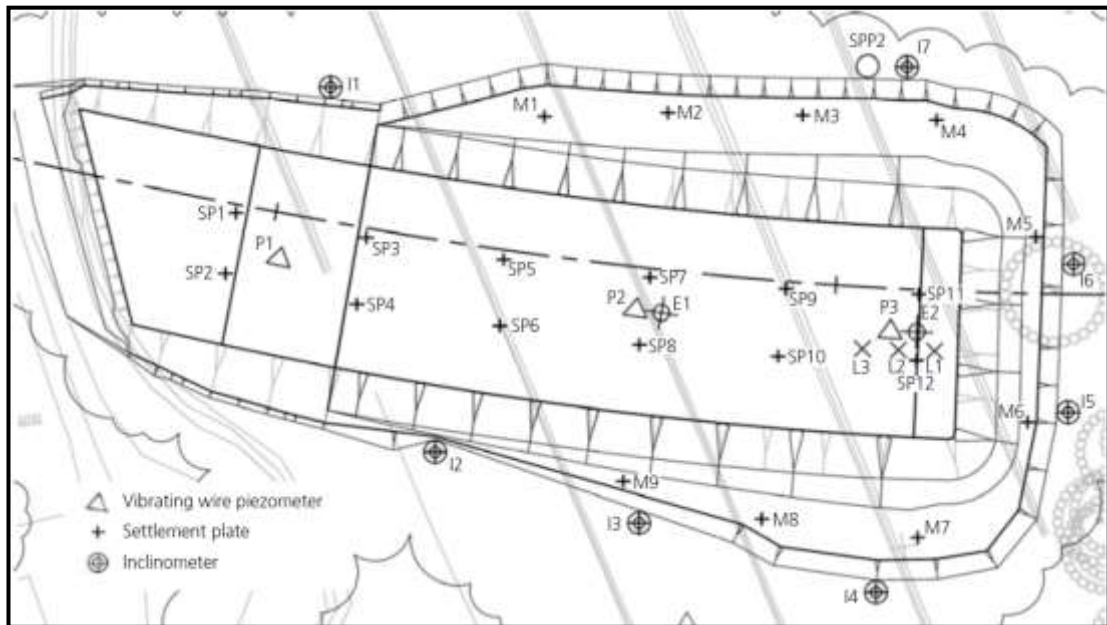 SPP2
I7
I1
M1
M2
M3
M4
SP1
P1
SP3
M5
SP2
SP5
SP7
I6
SP4
P2
E1
SP9
SP11
P3
E2
SP6
SP8
SP10
L3
L2
L1
SP12
I5
M6
I2
M9
Vibrating wire piezometer
Settlement plate
I3
M8
M7
Inclinometer
I4